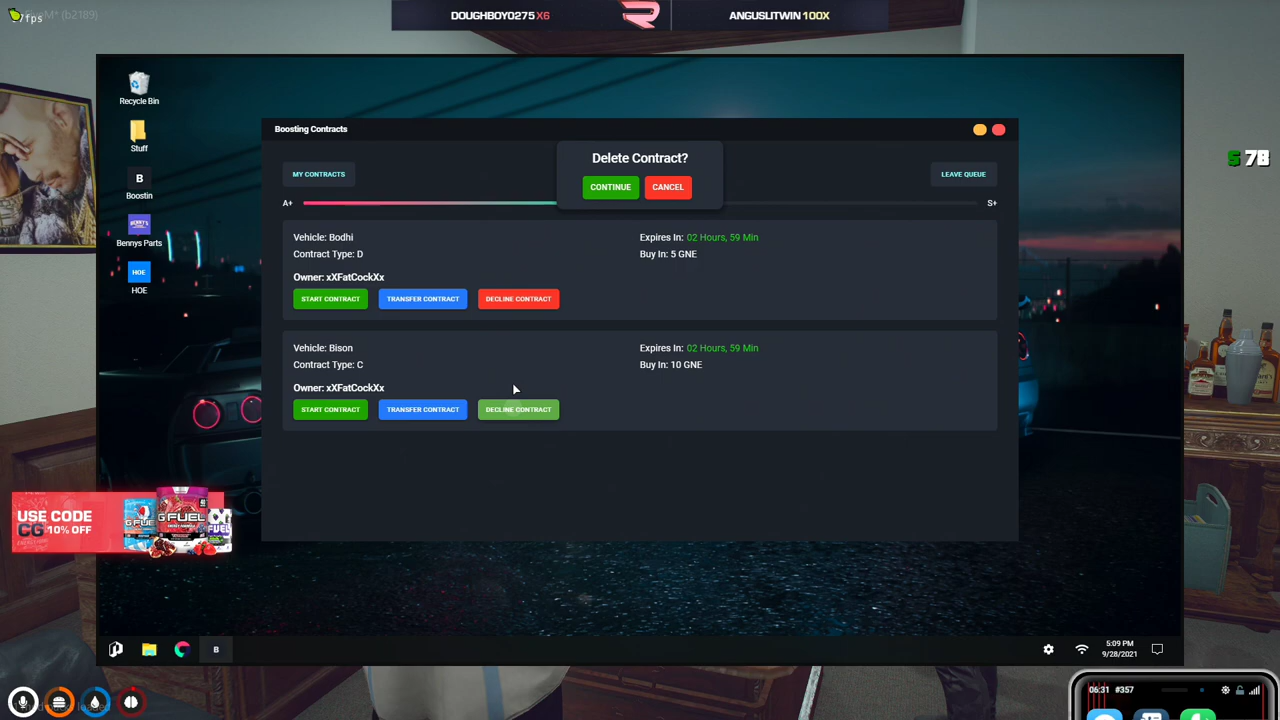 (b2189)
DOUGHBOY0275 X6
ANGUSLITWIN 100X
$ 78
Recycle Bin
Stuff
B
Boostin
Bennys Parts
HOE
HOE
Boosting Contracts
MY CONTRACTS
Delete Contract?
CONTINUE
CANCEL
LEAVE QUEUE
A+
S+
Vehicle: Bodhi
Expires In: 02 Hours, 59 Min
Contract Type: D
Buy In: 5 GNE
Owner: xXFatCockXx
START CONTRACT
TRANSFER CONTRACT
DECLINE CONTRACT
Vehicle: Bison
Expires In: 02 Hours, 59 Min
Contract Type: C
Buy In: 10 GNE
Owner: xXFatCockXx
START CONTRACT
TRANSFER CONTRACT
DECLINE CONTRACT
USE CODE
CG 10% OFF
G FUEL
B
5:09 PM
9/28/2021
06:31 #357